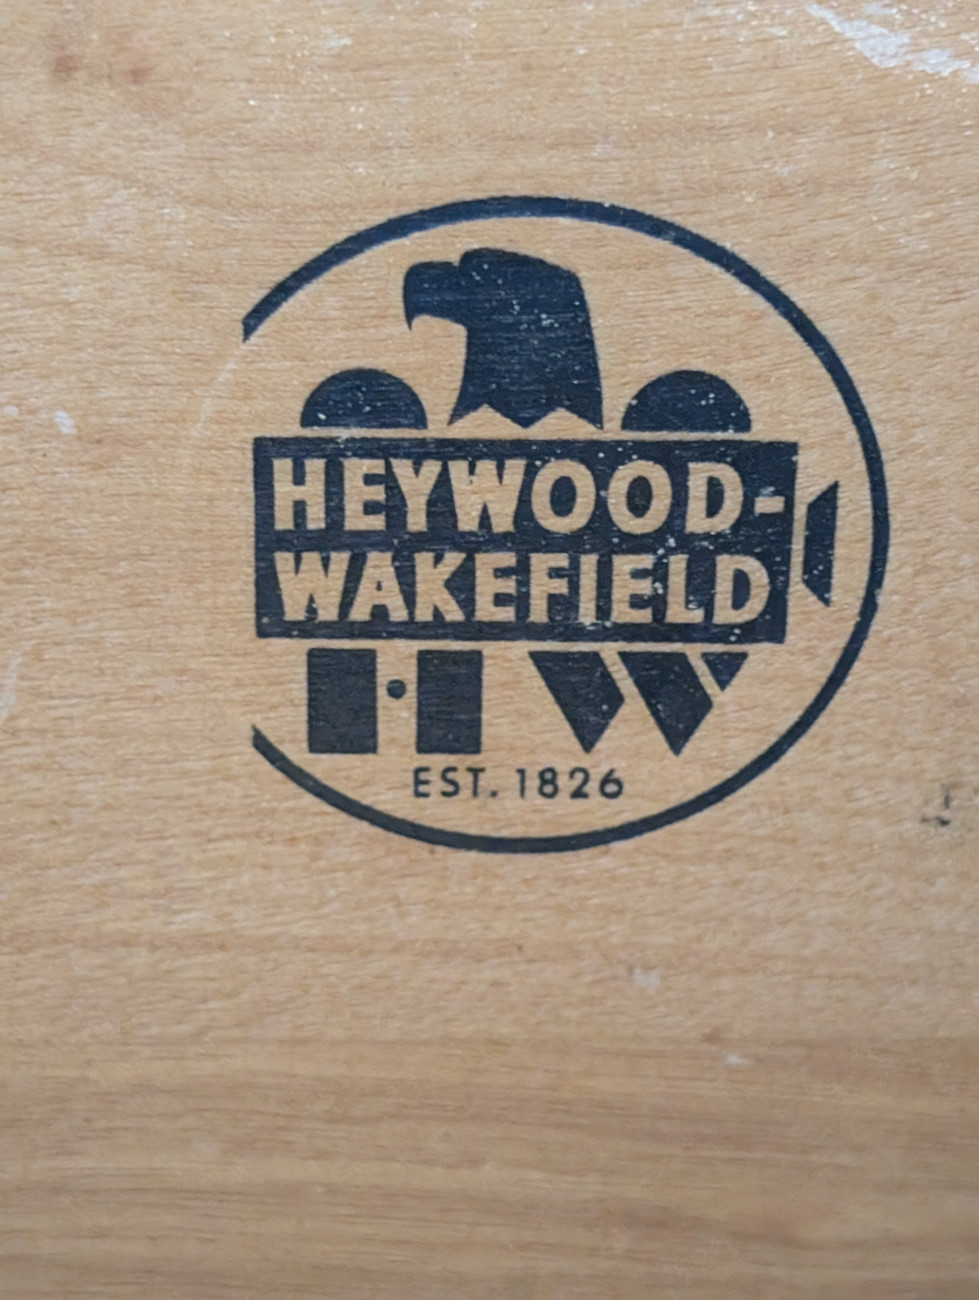 HEYWOOD-
WAKEFIELD
H W
EST. 1826